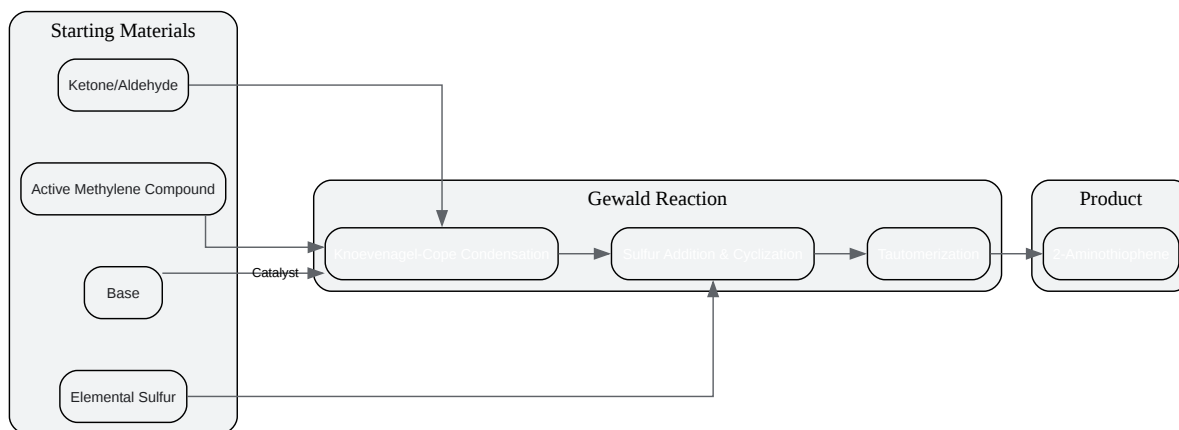 Starting Materials
Ketone/Aldehyde
Active Methylene Compound
Base
Elemental Sulfur
Catalyst
Gewald Reaction
Knoevenagel-Cope Condensation
Sulfur Addition & Cyclization
Tautomerization
Product
2-Aminothiophene